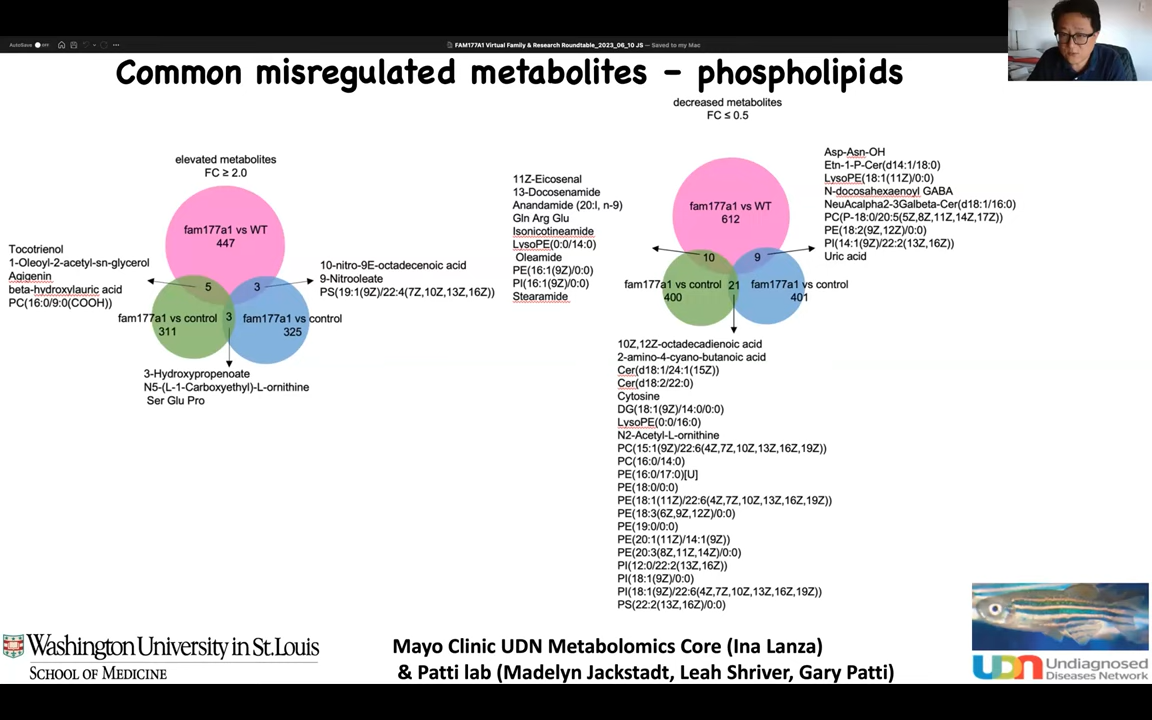 AutoSave OFF
FAM177A1 Virtual Family & Research Roundtable_2023_06_10 JS — Saved to my Mac
Common misregulated metabolites – phospholipids
elevated metabolites
FC ≥ 2.0
fam177a1 vs WT
447
5
3
fam177a1 vs control
311
3
fam177a1 vs control
325
Tocotrienol
1-Oleoyl-2-acetyl-sn-glycerol
Apigenin
beta-hydroxylauric acid
PC(16:0/9:0(COOH))
10-nitro-9E-octadecenoic acid
9-Nitrooleate
PS(19:1(9Z)/22:4(7Z,10Z,13Z,16Z))
3-Hydroxypropenoate
N5-(L-1-Carboxyethyl)-L-ornithine
Ser Glu Pro
decreased metabolites
FC ≤ 0.5
fam177a1 vs WT
612
10
9
fam177a1 vs control
400
21
fam177a1 vs control
401
11Z-Eicosenal
13-Docosenamide
Anandamide (20:l, n-9)
Gln Arg Glu
Isonicotineamide
LysoPE(0:0/14:0)
Oleamide
PE(16:1(9Z)/0:0)
PI(16:1(9Z)/0:0)
Stearamide
Asp-Asn-OH
Etn-1-P-Cer(d14:1/18:0)
LysoPE(18:1(11Z)/0:0)
N-docosahexaenoyl GABA
NeuAcalpha2-3Galbeta-Cer(d18:1/16:0)
PC(P-18:0/20:5(5Z,8Z,11Z,14Z,17Z))
PE(18:2(9Z,12Z)/0:0)
PI(14:1(9Z)/22:2(13Z,16Z))
Uric acid
10Z,12Z-octadecadienoic acid
2-amino-4-cyano-butanoic acid
Cer(d18:1/24:1(15Z))
Cer(d18:2/22:0)
Cytosine
DG(18:1(9Z)/14:0/0:0)
LysoPE(0:0/16:0)
N2-Acetyl-L-ornithine
PC(15:1(9Z)/22:6(4Z,7Z,10Z,13Z,16Z,19Z))
PC(16:0/14:0)
PE(16:0/17:0)[U]
PE(18:0/0:0)
PE(18:1(11Z)/22:6(4Z,7Z,10Z,13Z,16Z,19Z))
PE(18:3(6Z,9Z,12Z)/0:0)
PE(19:0/0:0)
PE(20:1(11Z)/14:1(9Z))
PE(20:3(8Z,11Z,14Z)/0:0)
PI(12:0/22:2(13Z,16Z))
PI(18:1(9Z)/0:0)
PI(18:1(9Z)/22:6(4Z,7Z,10Z,13Z,16Z,19Z))
PS(22:2(13Z,16Z)/0:0)
Washington University in St. Louis
SCHOOL OF MEDICINE
Mayo Clinic UDN Metabolomics Core (Ina Lanza)
& Patti lab (Madelyn Jackstadt, Leah Shriver, Gary Patti)
UDN Undiagnosed
Diseases Network